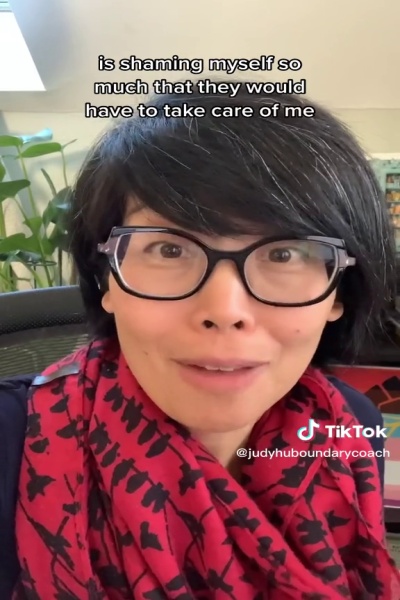 is shaming myself so
much that they would
have to take care of me
TikTok
@judyhuboundarycoach